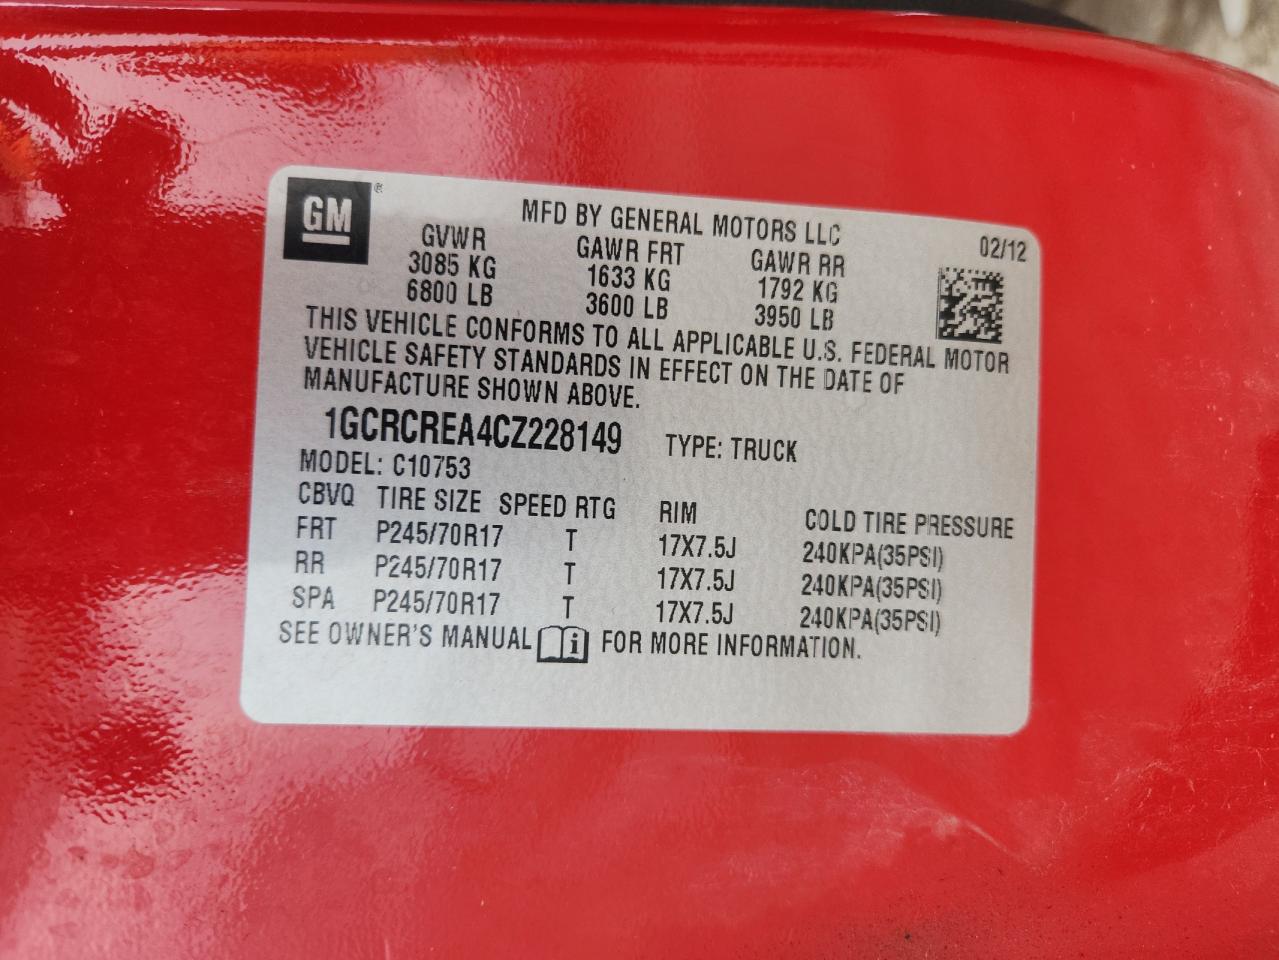 GM ®
MFD BY GENERAL MOTORS LLC
GVWR GAWR FRT GAWR RR 02/12
3085 KG 1633 KG 1792 KG
6800 LB 3600 LB 3950 LB
THIS VEHICLE CONFORMS TO ALL APPLICABLE U.S. FEDERAL MOTOR
VEHICLE SAFETY STANDARDS IN EFFECT ON THE DATE OF
MANUFACTURE SHOWN ABOVE.
1GCRCREA4CZ228149 TYPE: TRUCK
MODEL: C10753
CBVQ TIRE SIZE SPEED RTG RIM COLD TIRE PRESSURE
FRT P245/70R17 T 17X7.5J 240KPA(35PSI)
RR P245/70R17 T 17X7.5J 240KPA(35PSI)
SPA P245/70R17 T 17X7.5J 240KPA(35PSI)
SEE OWNER'S MANUAL i FOR MORE INFORMATION.